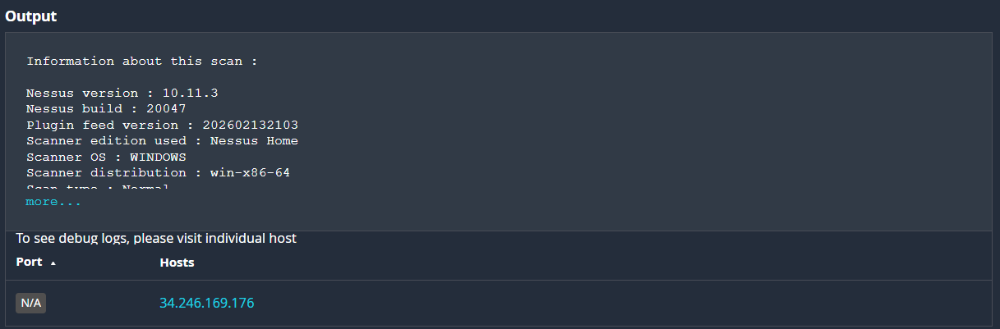 Output
Information about this scan :
Nessus version : 10.11.3
Nessus build : 20047
Plugin feed version : 202602132103
Scanner edition used : Nessus Home
Scanner OS : WINDOWS
Scanner distribution : win-x86-64
Scan type : Normal
more...
To see debug logs, please visit individual host
Port ▲ Hosts
N/A 34.246.169.176